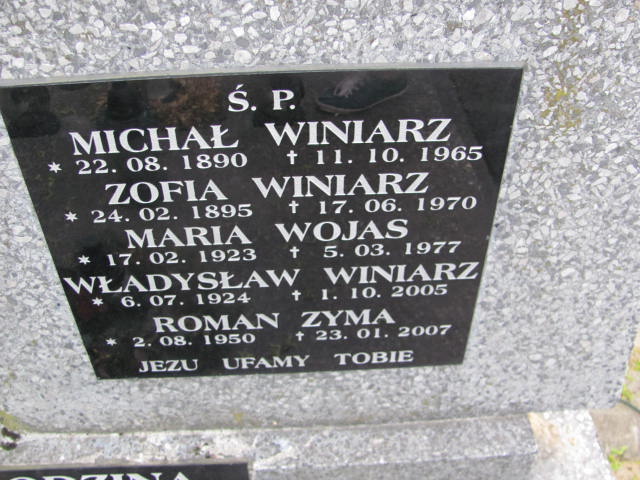 Ś. P.
MICHAŁ WINIARZ
* 22. 08. 1890 † 11. 10. 1965
ZOFIA WINIARZ
* 24. 02. 1895 † 17. 06. 1970
MARIA WOJAS
* 17. 02. 1923 † 5. 03. 1977
WŁADYSŁAW WINIARZ
* 6. 07. 1924 † 1. 10. 2005
ROMAN ZYMA
* 2. 08. 1950 † 23. 01. 2007
JEZU UFAMY TOBIE